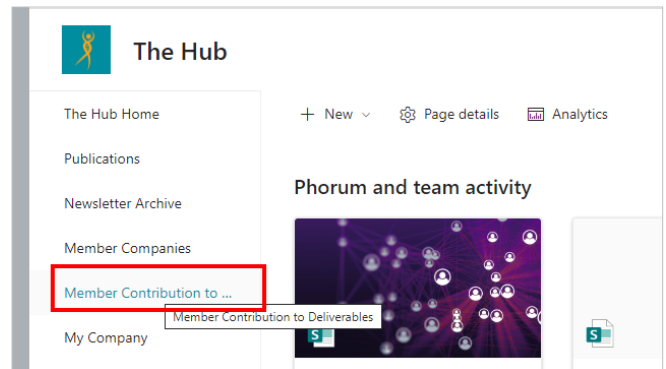 The Hub
The Hub Home
Publications
Newsletter Archive
Member Companies
Member Contribution to ...
Member Contribution to Deliverables
My Company
+ New Page details Analytics
Phorum and team activity
S
S